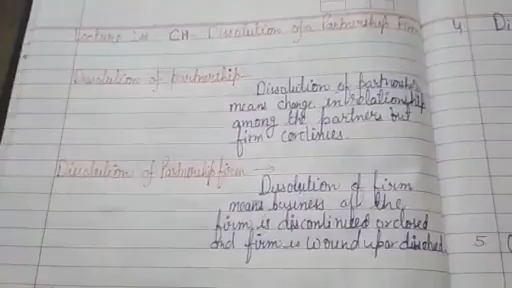 CH- Dissolution of a Partnership Firm 4 Di
Dissolution of partnership
Dissolution of partnership
means change in relationship
among the partners but
firm continues.
Dissolution of Partnership firm →
Dissolution of firm
means business of the
firm is discontinued or closed
and firm is wound up or dissolved. 5